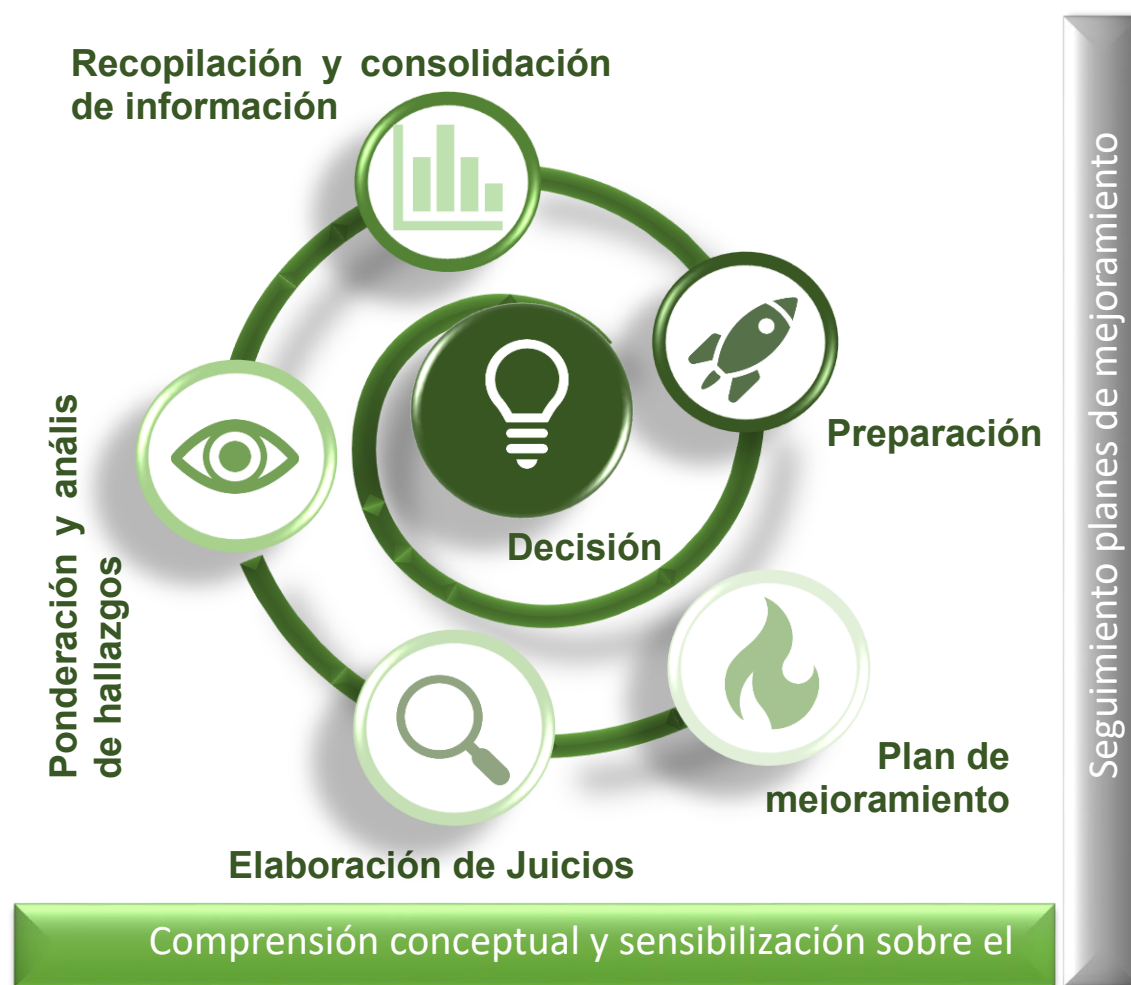 Recopilación y consolidación
de información
Preparación
Decisión
Ponderación y anális
de hallazgos
Plan de
mejoramiento
Elaboración de Juicios
Comprensión conceptual y sensibilización sobre el
Seguimiento planes de mejoramiento